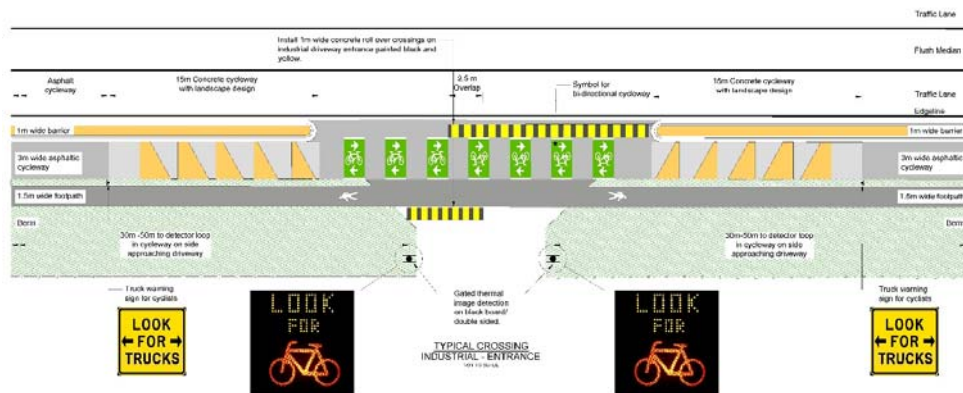 Traffic Lane
Install 1m wide concrete roll over crossings on
industrial driveway entrance painted black and
yellow.
Flush Median
Asphalt
cycleway
15m Concrete cycleway
with landscape design
2.5 m
Overlap
Symbol for
bi-directional cycleway
15m Concrete cycleway
with landscape design
Traffic Lane
Edgeline
1m wide barrier
1m wide barrier
3m wide asphaltic
cycleway
3m wide asphaltic
cycleway
1.5m wide footpath
1.5m wide footpath
Berm
Berm
30m -50m to detector loop
in cycleway on side
approaching driveway
30m-50m to detector loop
in cycleway on side
approaching driveway
Truck warning
sign for cyclists
Gated thermal
image detection
on black board/
double sided.
Truck warning
sign for cyclists
LOOK
FOR
TRUCKS
LOOK
FOR
TYPICAL CROSSING
INDUSTRIAL - ENTRANCE
LOOK
FOR
LOOK
FOR
TRUCKS